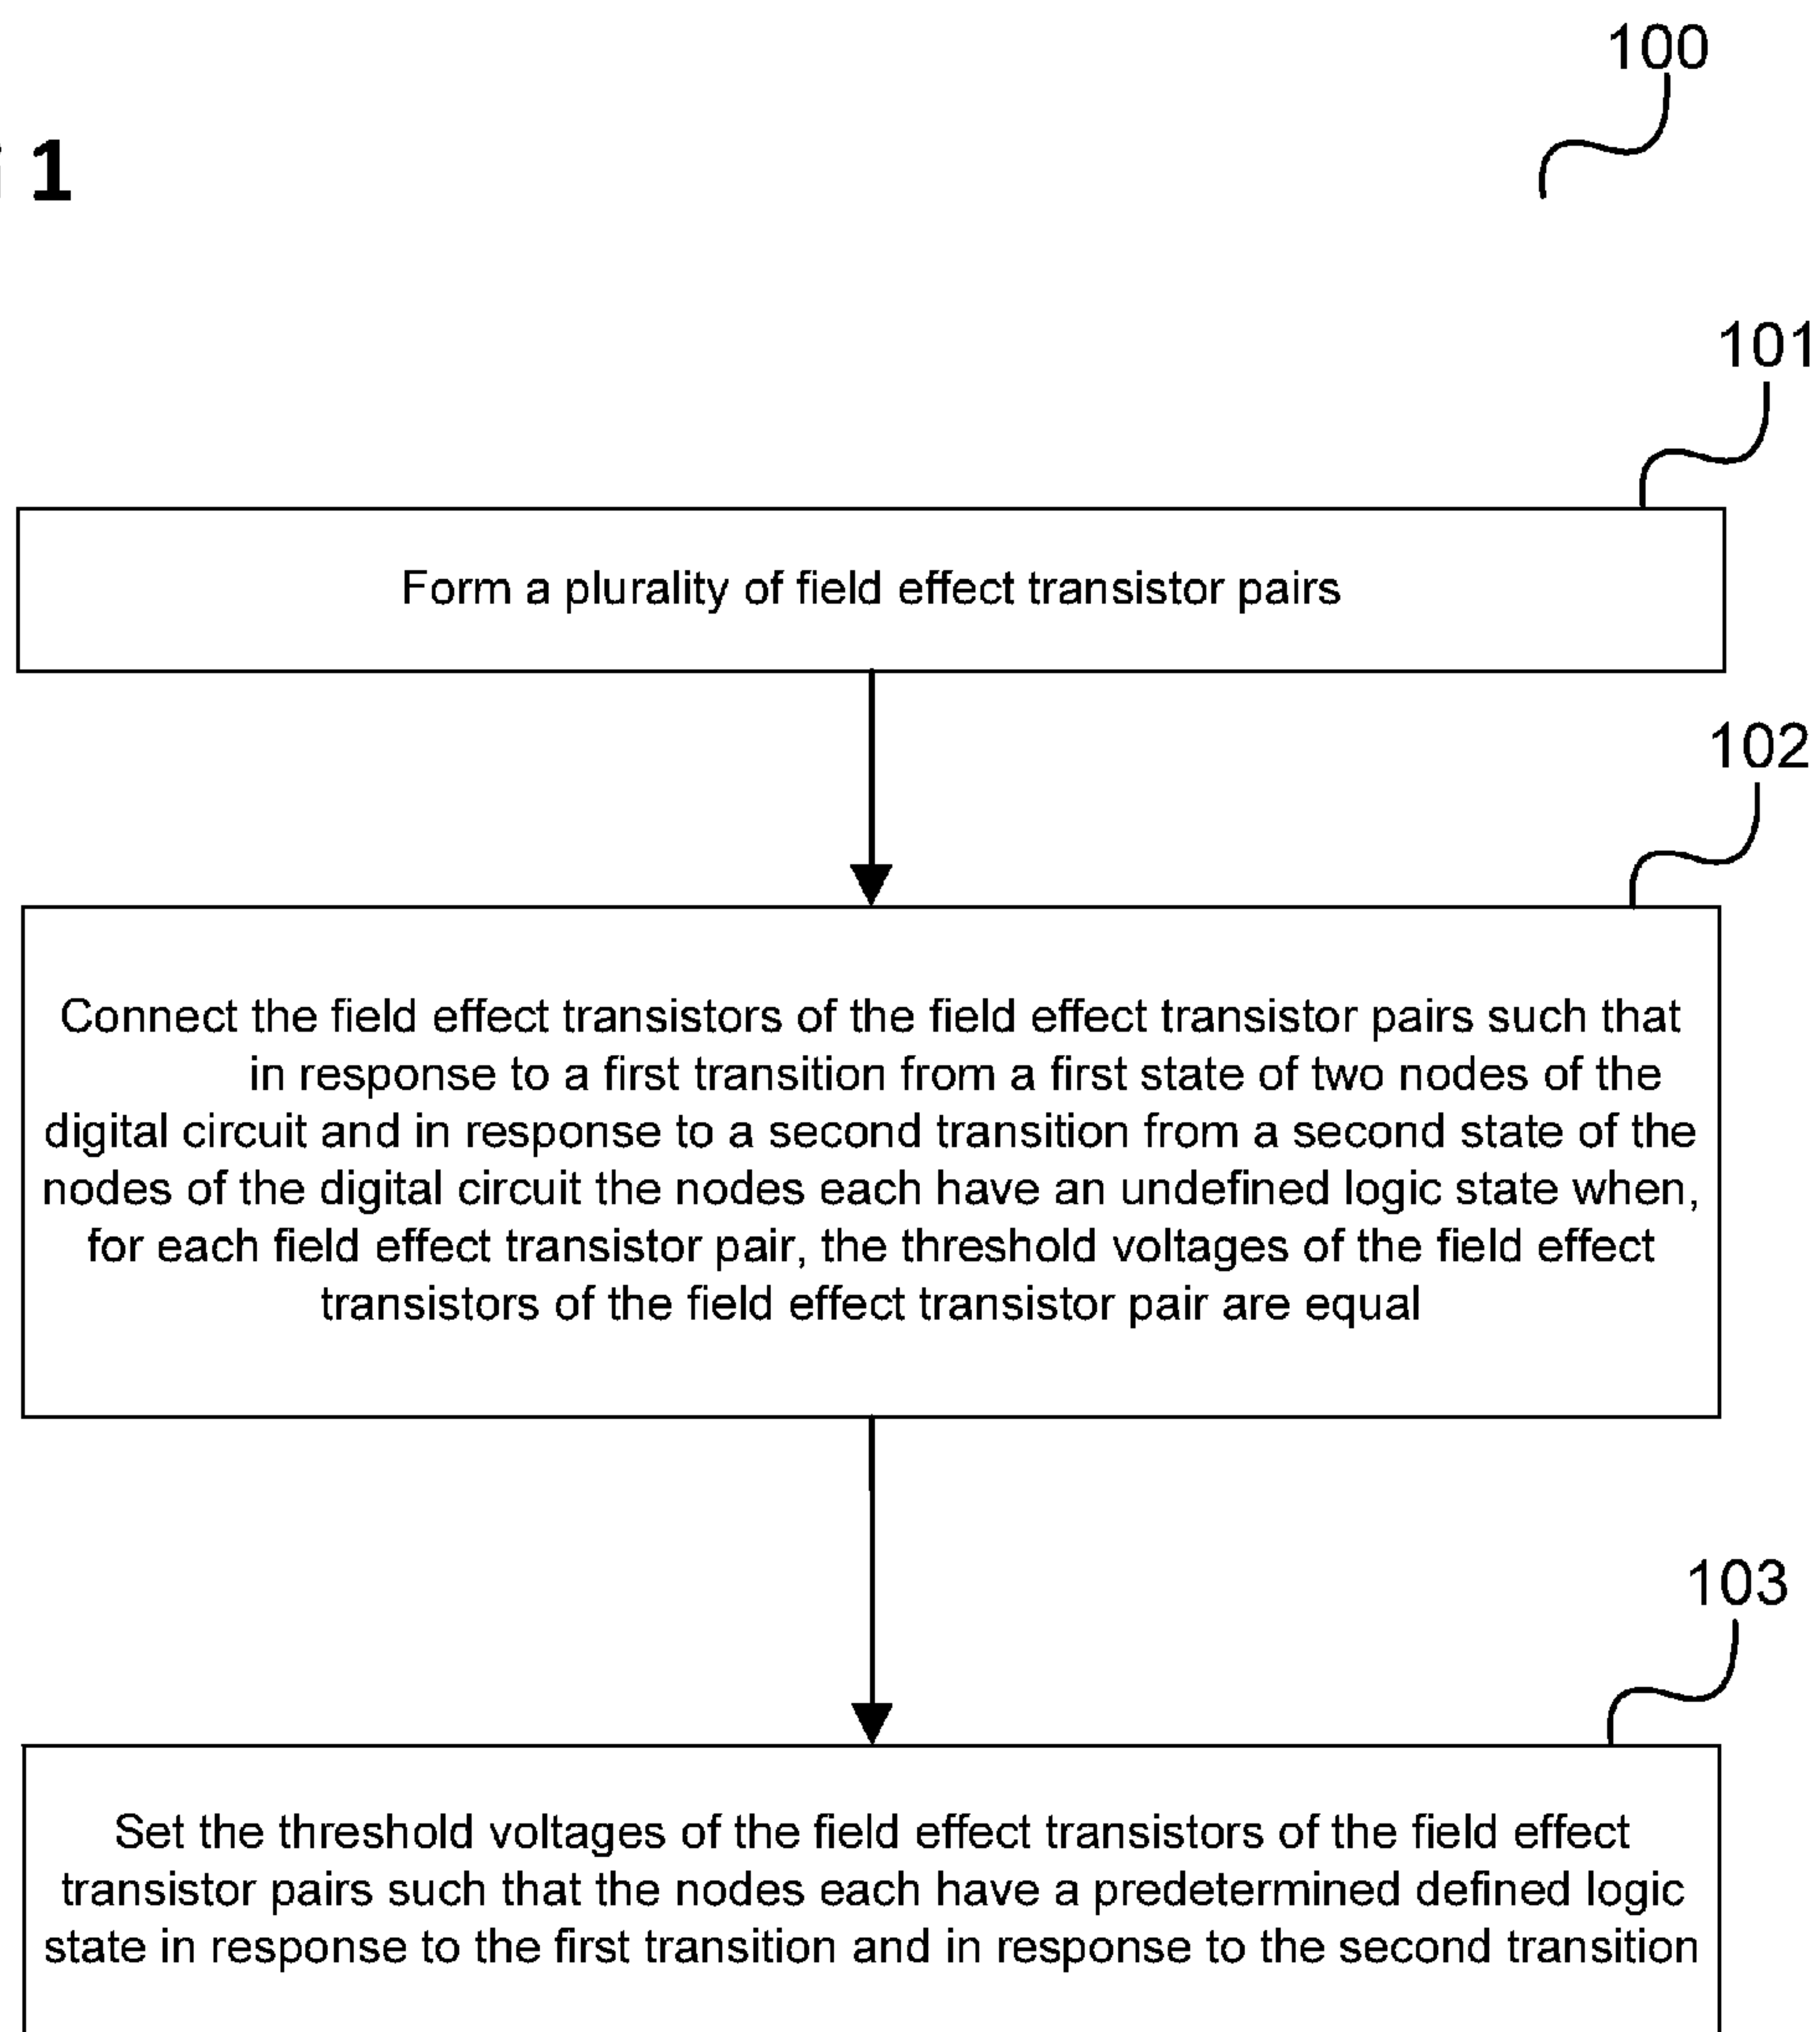 100
1
101
Form a plurality of field effect transistor pairs
102
Connect the field effect transistors of the field effect transistor pairs such that
in response to a first transition from a first state of two nodes of the
digital circuit and in response to a second transition from a second state of the
nodes of the digital circuit the nodes each have an undefined logic state when,
for each field effect transistor pair, the threshold voltages of the field effect
transistors of the field effect transistor pair are equal
103
Set the threshold voltages of the field effect transistors of the field effect
transistor pairs such that the nodes each have a predetermined defined logic
state in response to the first transition and in response to the second transition